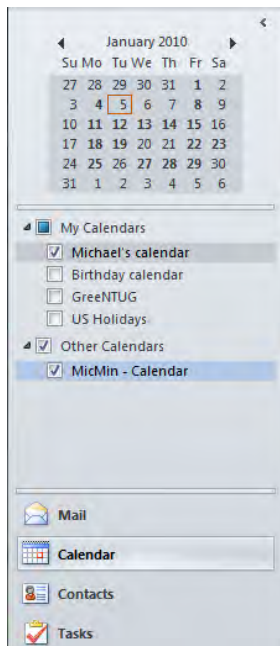 January 2010
Su Mo Tu We Th Fr Sa
27 28 29 30 31 1 2
3 4 5 6 7 8 9
10 11 12 13 14 15 16
17 18 19 20 21 22 23
24 25 26 27 28 29 30
31 1 2 3 4 5 6
My Calendars
Michael's calendar
Birthday calendar
GreeNTUG
US Holidays
Other Calendars
MicMin - Calendar
Mail
Calendar
Contacts
Tasks